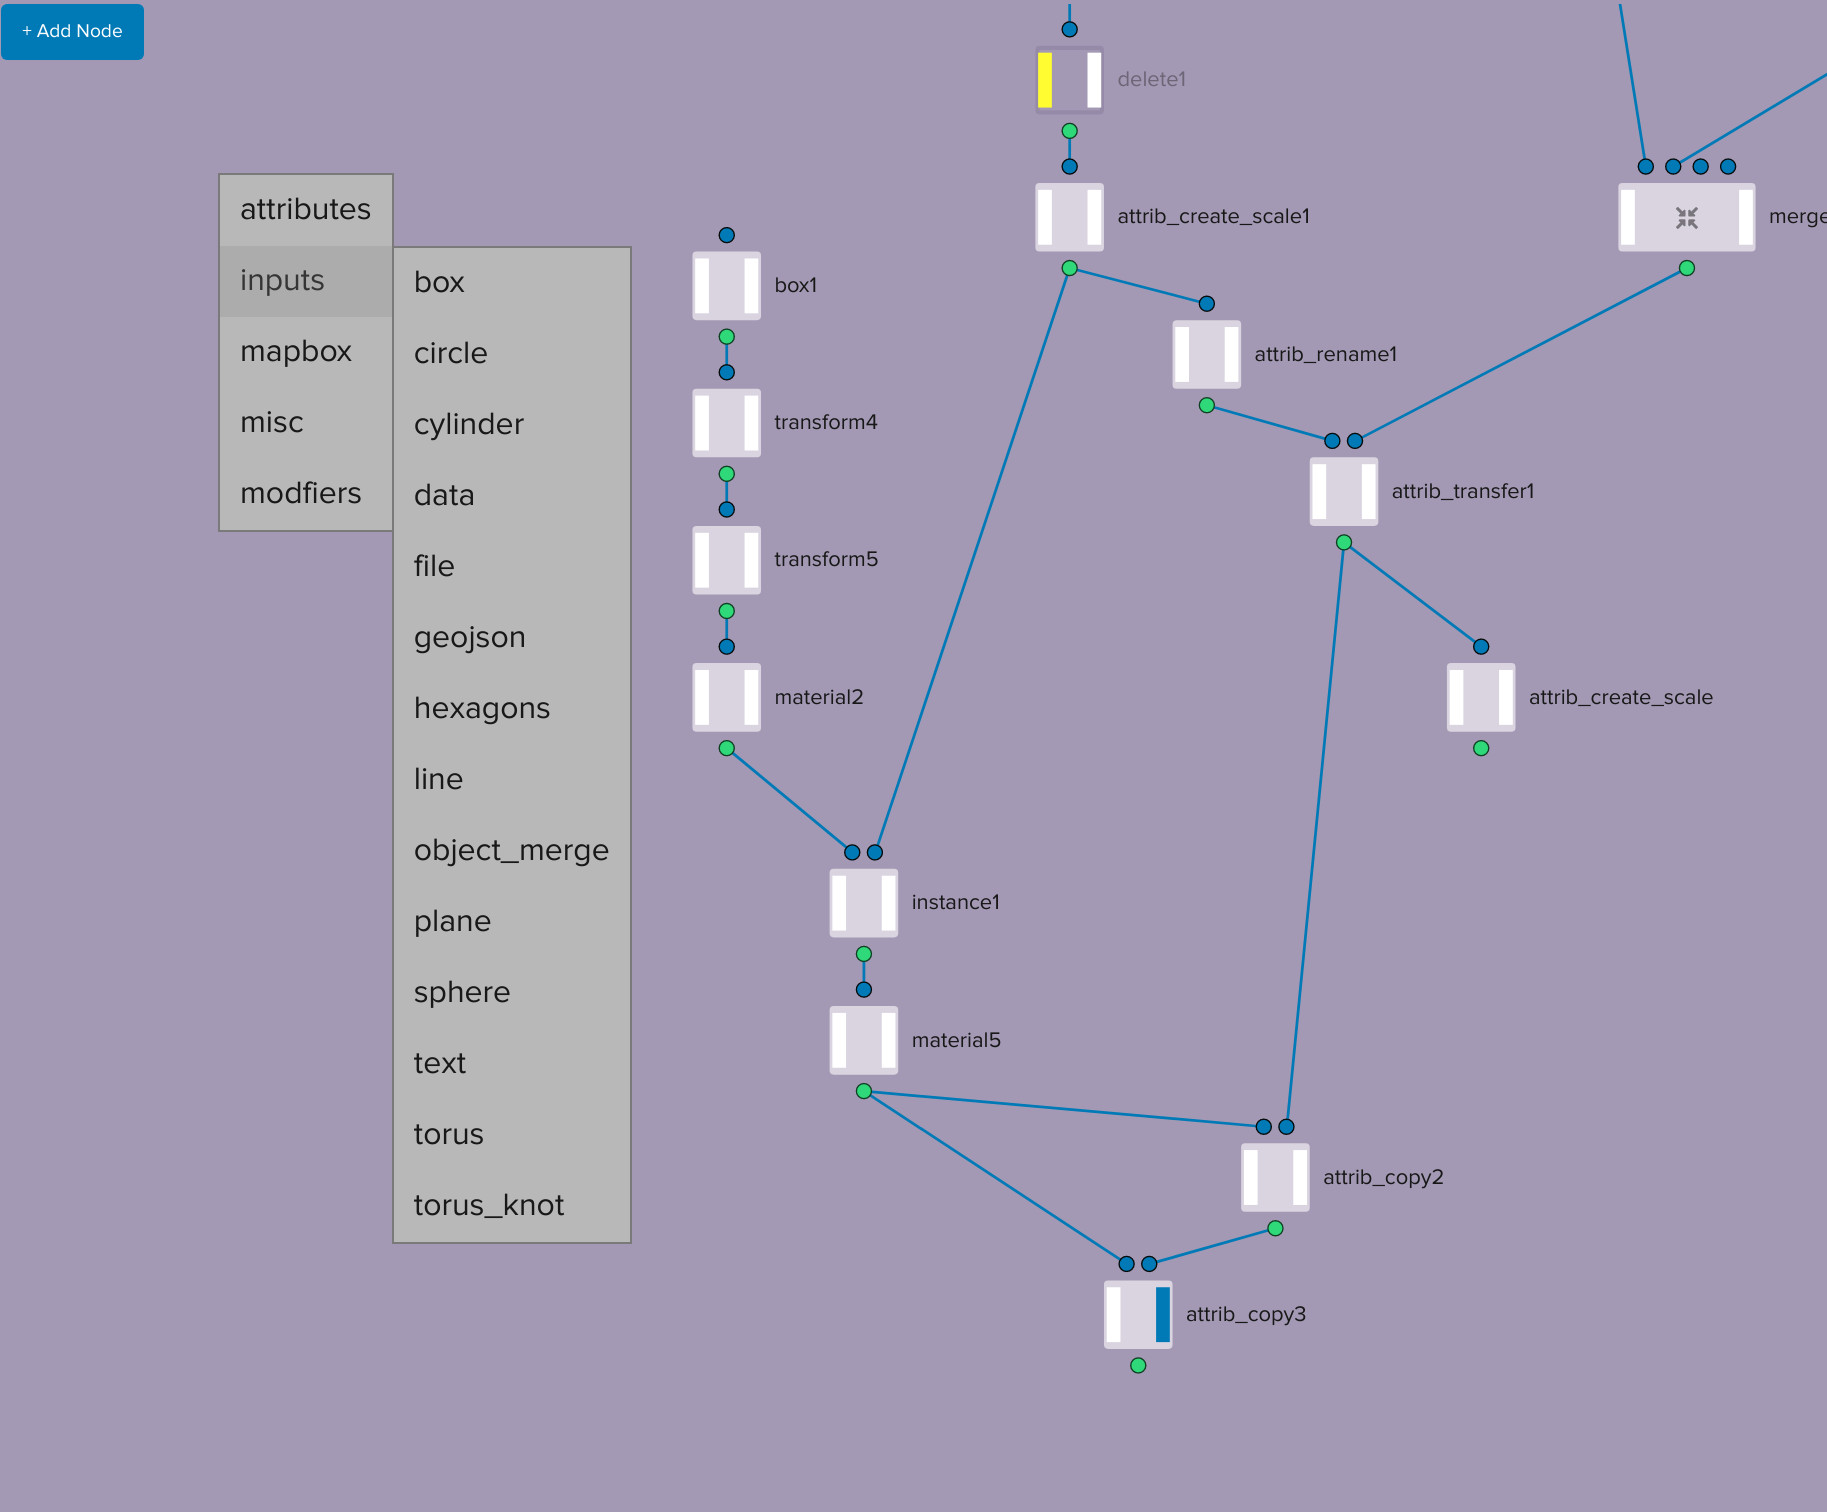 + Add Node
delete1
attributes
inputs
mapbox
misc
modfiers
box
circle
cylinder
data
file
geojson
hexagons
line
object_merge
plane
sphere
text
torus
torus_knot
box1
transform4
transform5
material2
attrib_create_scale1
attrib_rename1
merge
attrib_transfer1
attrib_create_scale
instance1
material5
attrib_copy2
attrib_copy3